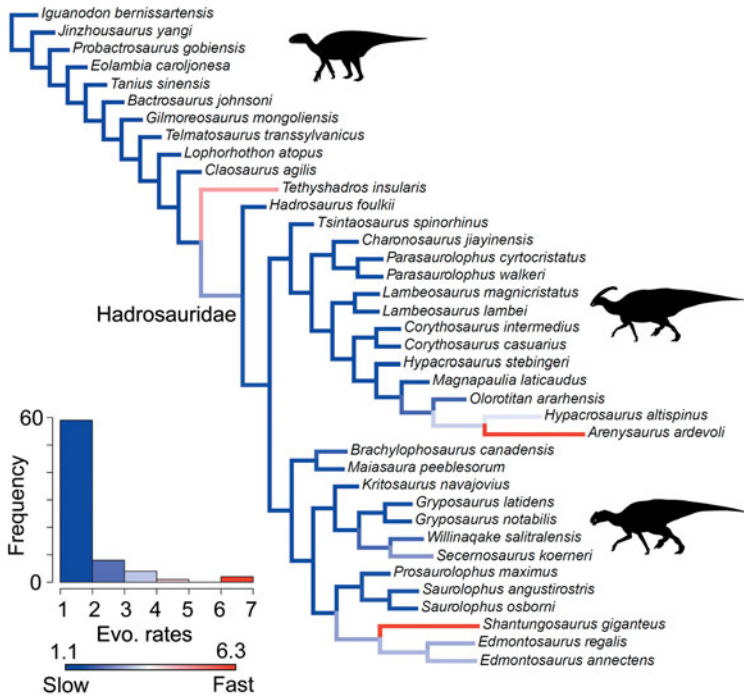 Iguanodon bernissartensis
Jinzhousaurus yangi
Probactrosaurus gobiensis
Eolambia caroljonesa
Tanius sinensis
Bactrosaurus johnsoni
Gilmoreosaurus mongoliensis
Telmatosaurus transsylvanicus
Lophorhothon atopus
Claosaurus agilis
Tethyshadros insularis
Hadrosaurus foulkii
Tsintaosaurus spinorhinus
Charonosaurus jiayinensis
Parasaurolophus cyrtocristatus
Parasaurolophus walkeri
Lambeosaurus magnicristatus
Lambeosaurus lambei
Hadrosauridae
Corythosaurus intermedius
Corythosaurus casuarius
Hypacrosaurus stebingeri
Magnapaulia laticaudus
Olorotitan ararhensis
Hypacrosaurus altispinus
Arenysaurus ardevoli
Brachylophosaurus canadensis
Maiasaura peeblesorum
Kritosaurus navajovius
Gryposaurus latidens
Gryposaurus notabilis
Willinaqake salitralensis
Secernosaurus koerneri
Prosaurolophus maximus
Saurolophus angustirostris
Saurolophus osborni
Shantungosaurus giganteus
Edmontosaurus regalis
Edmontosaurus annectens
60
Frequency
0
1 2 3 4 5 6 7
Evo. rates
1.1 6.3
Slow Fast